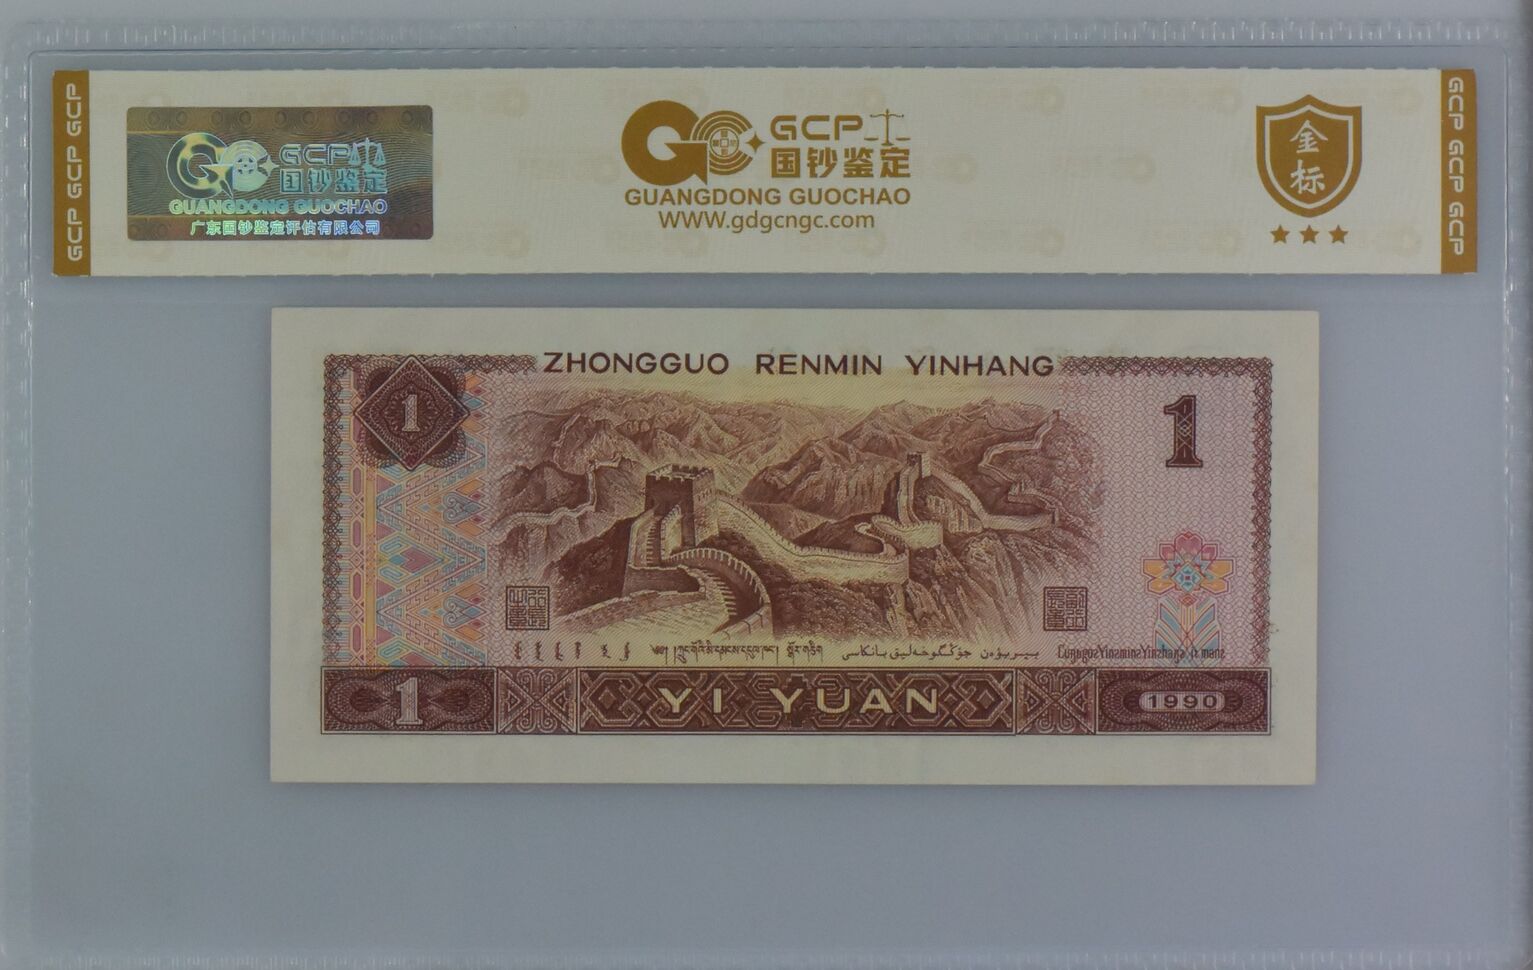 GCP GCP GCP
GCP
国钞鉴定
GUANGDONG GUOCHAO
广东国钞鉴定评估有限公司
GCP
国钞鉴定
GUANGDONG GUOCHAO
WWW.gdgcngc.com
金
标
GCP GCP GCP
ZHONGGUO RENMIN YINHANG
1
1
1
YI YUAN
1990